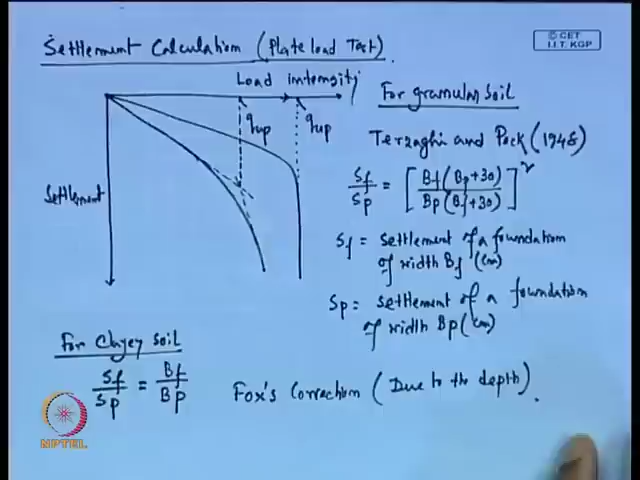 Settlement Calculation (Plate load Test).
© CET
I.I.T. KGP
Load intensity
qup
qup
Settlement
For granular soil
Terzaghi and Peck (1948)
Sf/Sp = [Bf(Bp+30)/Bp(Bf+30)]²
Sf = settlement of a foundation
of width Bf (cm)
Sp = settlement of a foundation
of width Bp (cm)
For Clayey soil
Sf/Sp = Bf/Bp
Fox's Correction (Due to the depth).
NPTEL